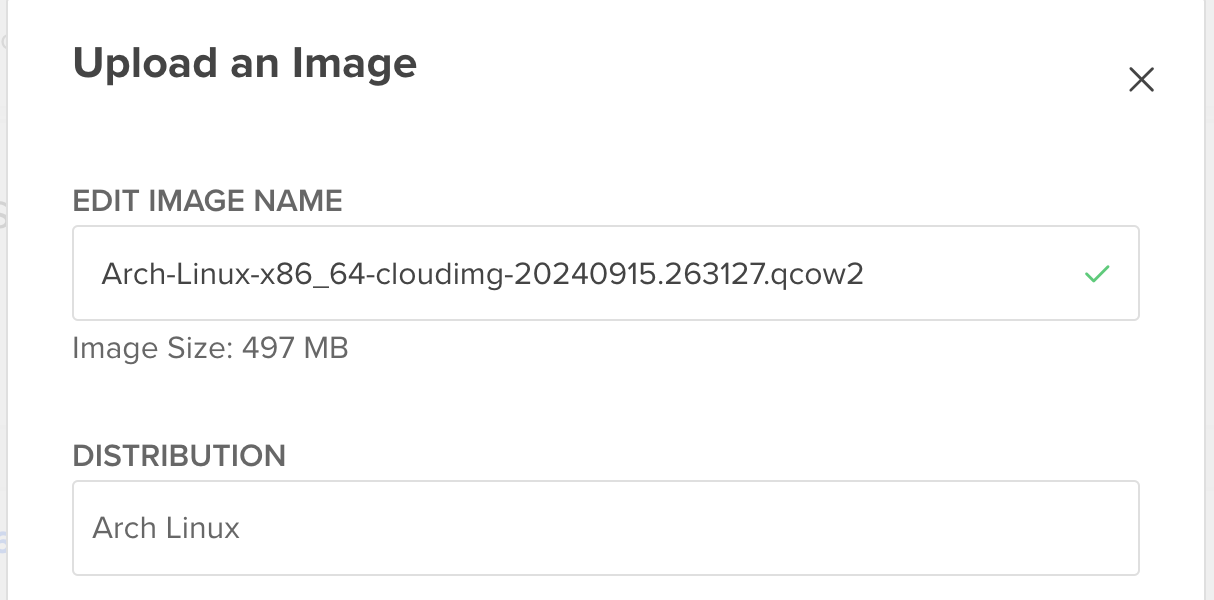 Upload an Image
EDIT IMAGE NAME
Arch-Linux-x86_64-cloudimg-20240915.263127.qcow2
Image Size: 497 MB
DISTRIBUTION
Arch Linux